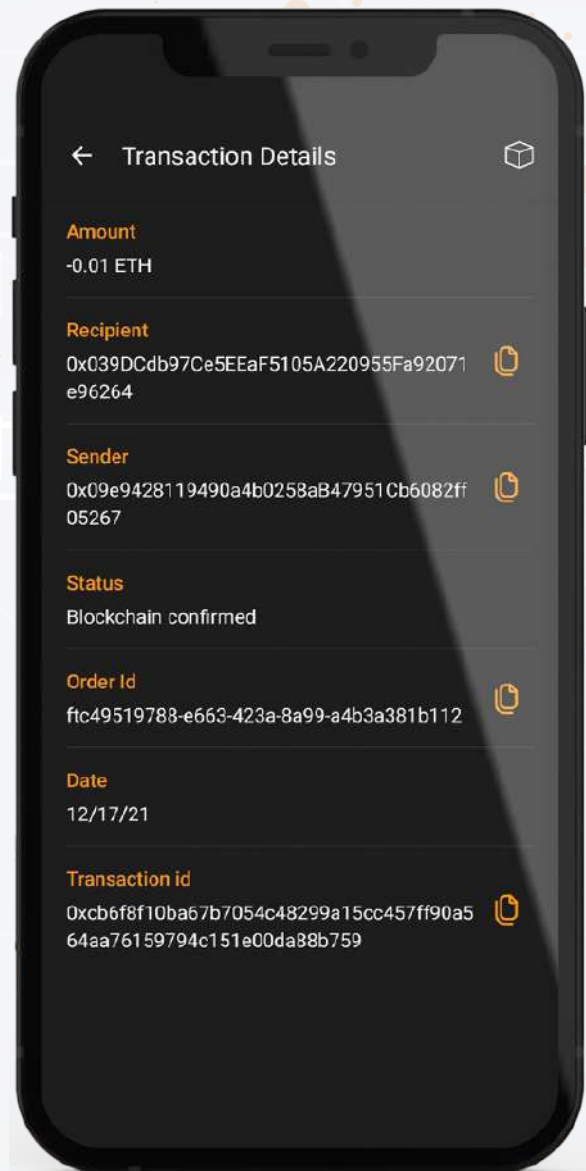 Transaction Details
Amount
-0.01 ETH
Recipient
0x039DCdb97Ce5EEaF5105A220955Fa92071
e96264
Sender
0x09e9428119490a4b0258aB47951Cb6082ff
05267
Status
Blockchain confirmed
Order Id
ftc49519788-e663-423a-8a99-a4b3a381b112
Date
12/17/21
Transaction id
0xcb6f8f10ba67b7054c48299a15cc457ff90a5
64aa76159794c151e00da88b759